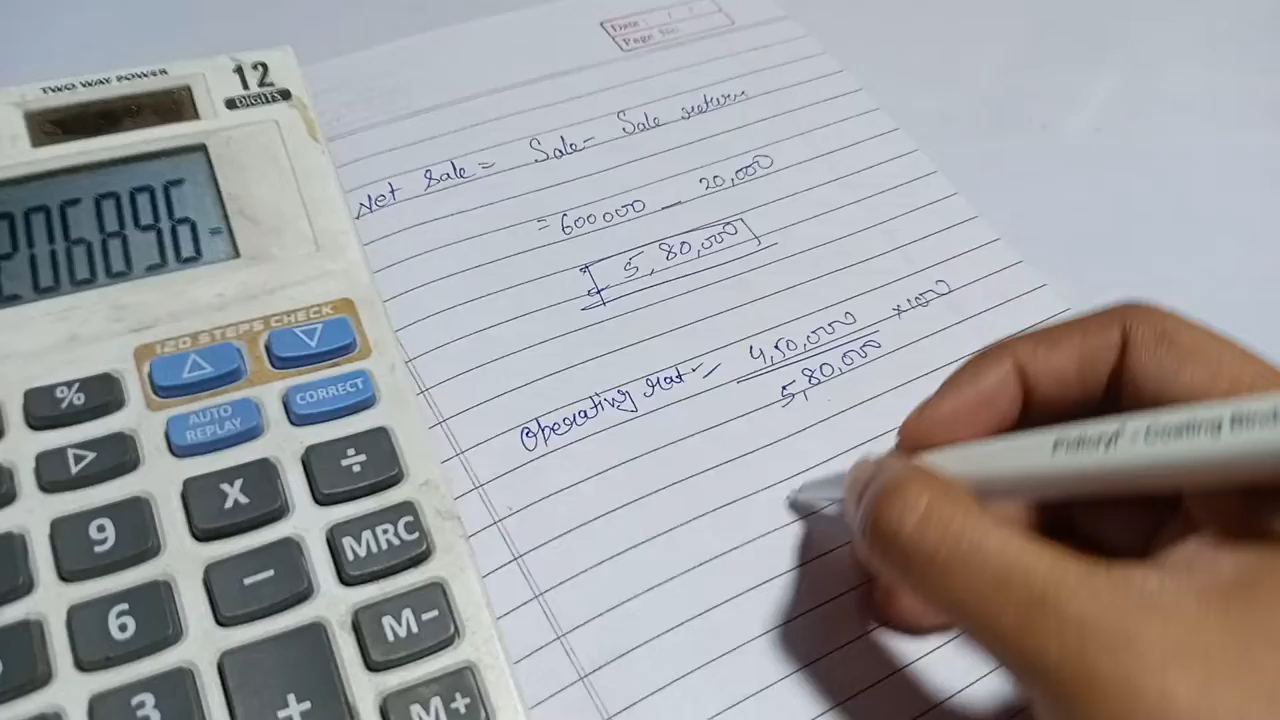 TWO WAY POWER
12
DIGITS
206896=
120 STEPS CHECK
%
AUTO REPLAY
CORRECT
÷
X
9
MRC
−
6
M−
3
+
M+
Date: / /
Page No.
Net Sale = Sale - Sale return
= 600000 - 20,000
5,80,000
Operating rat = 4,50,000 ×100
5,80,000